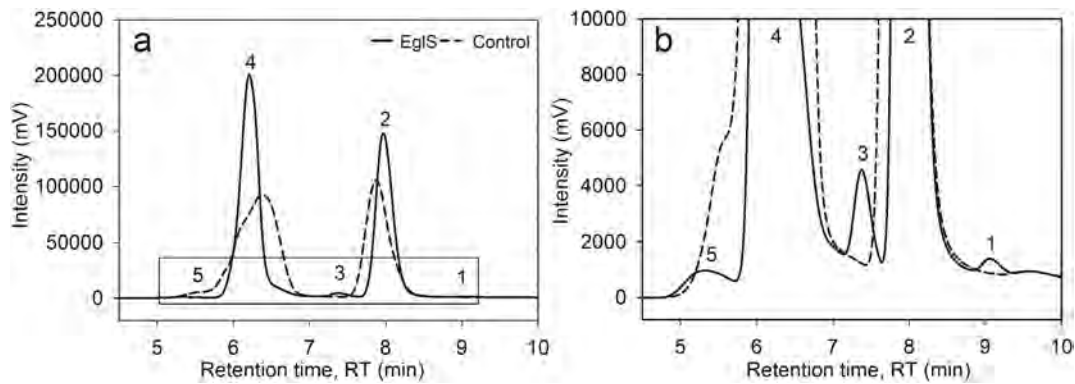 a
EglS Control
4
2
5
3
1
250000
200000
150000
100000
50000
0
5 6 7 8 9 10
Intensity (mV)
Retention time, RT (min)
b
4
2
3
5
1
10000
8000
6000
4000
2000
0
5 6 7 8 9 10
Intensity (mV)
Retention time, RT (min)